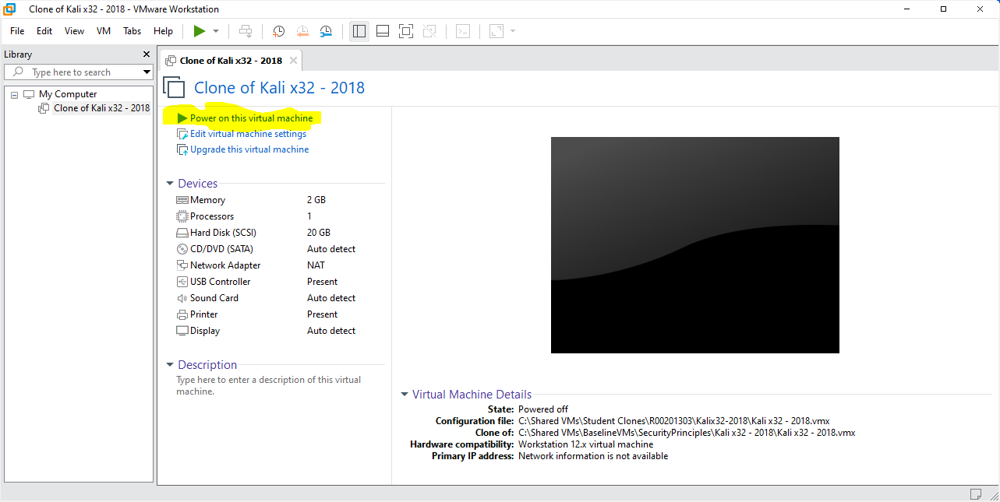 Clone of Kali x32 - 2018 - VMware Workstation
File Edit View VM Tabs Help
Library
Type here to search
My Computer
Clone of Kali x32 - 2018
Clone of Kali x32 - 2018
Clone of Kali x32 - 2018
Power on this virtual machine
Edit virtual machine settings
Upgrade this virtual machine
Devices
Memory 2 GB
Processors 1
Hard Disk (SCSI) 20 GB
CD/DVD (SATA) Auto detect
Network Adapter NAT
USB Controller Present
Sound Card Auto detect
Printer Present
Display Auto detect
Description
Type here to enter a description of this virtual
machine.
Virtual Machine Details
State: Powered off
Configuration file: C:\Shared VMs\Student Clones\R00201303\Kalix32-2018\Kali x32 - 2018.vmx
Clone of: C:\Shared VMs\BaselineVMs\SecurityPrinciples\Kali x32 - 2018\Kali x32 - 2018.vmx
Hardware compatibility: Workstation 12.x virtual machine
Primary IP address: Network information is not available